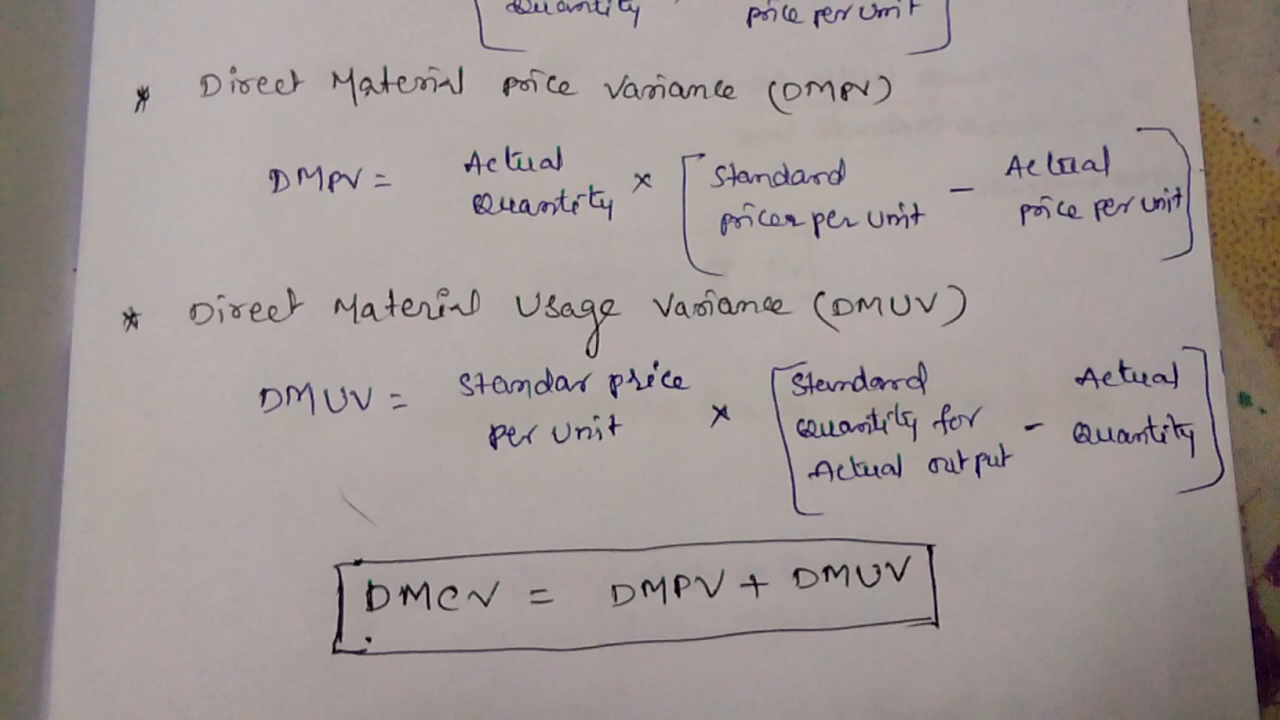 Quantity price per unit
* Direct Material price Variance (DMPV)
DMPV = Actual Quantity × [Standard pricer per unit – Actual price per unit]
* Direct Material Usage Variance (DMUV)
DMUV = Standar price per unit × [Standard Quantity for Actual output – Actual Quantity]
DMCV = DMPV + DMUV